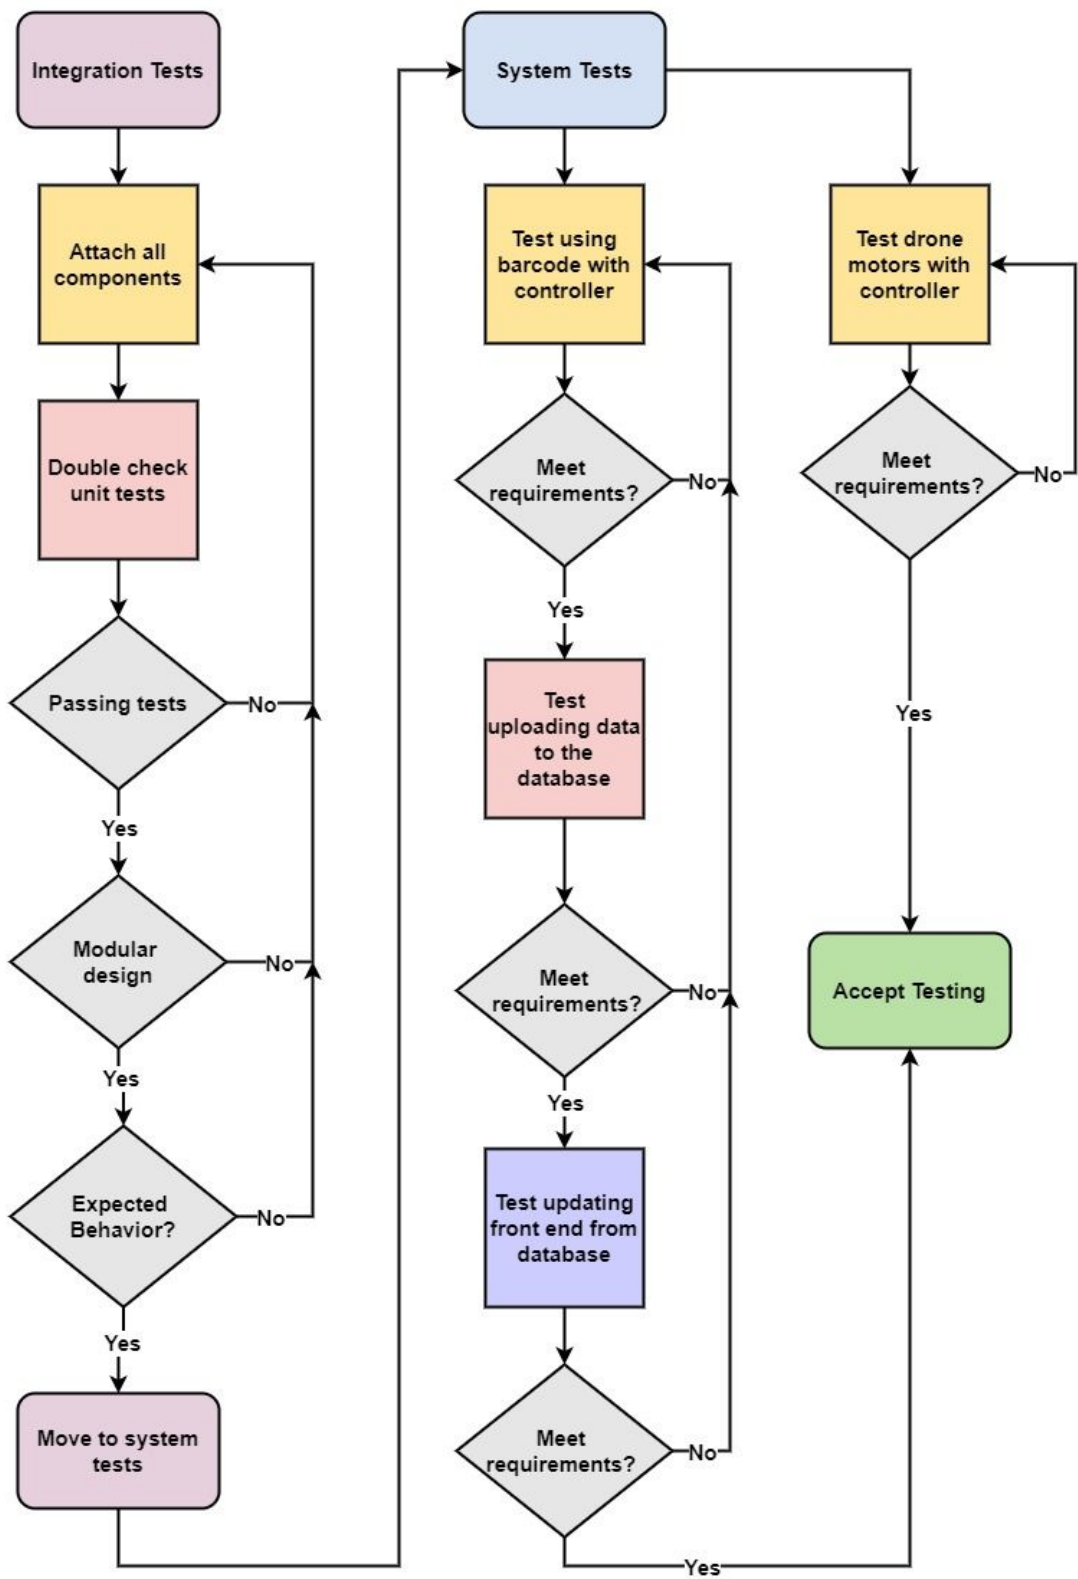 Integration Tests
Attach all
components
Double check
unit tests
Passing tests
No
Yes
Modular
design
No
Yes
Expected
Behavior?
No
Yes
Move to system
tests
System Tests
Test using
barcode with
controller
Meet
requirements?
No
Yes
Test
uploading data
to the
database
Meet
requirements?
No
Yes
Test updating
front end from
database
Meet
requirements?
No
Yes
Test drone
motors with
controller
Meet
requirements?
No
Yes
Accept Testing